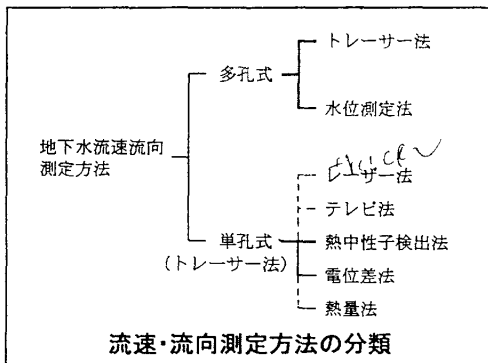 トレーサー法
多孔式
水位測定法
地下水流速流向
測定方法
レーザー法
テレビ法
単孔式
熱中性子検出法
(トレーサー法)
電位差法
熱量法
流速・流向測定方法の分類